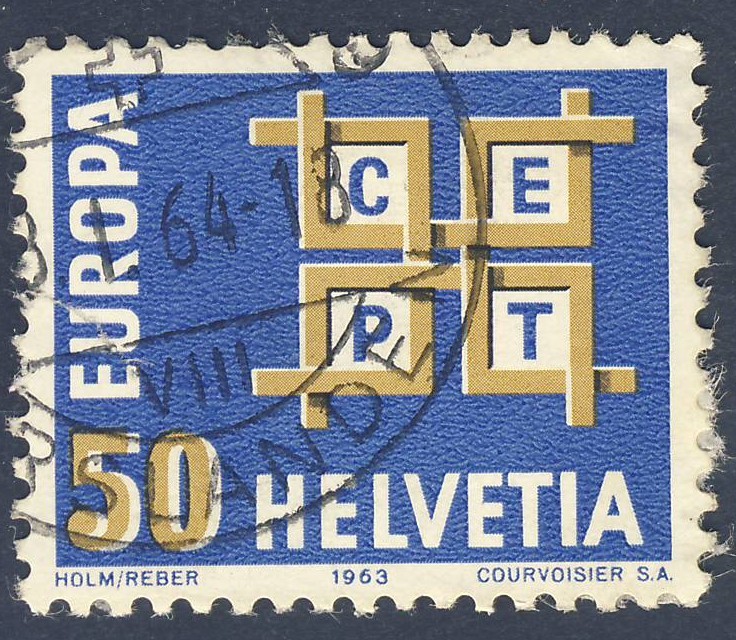 EUROPA
C E
P T
64-18
VIII
50 HELVETIA
HOLM/REBER 1963 COURVOISIER S.A.